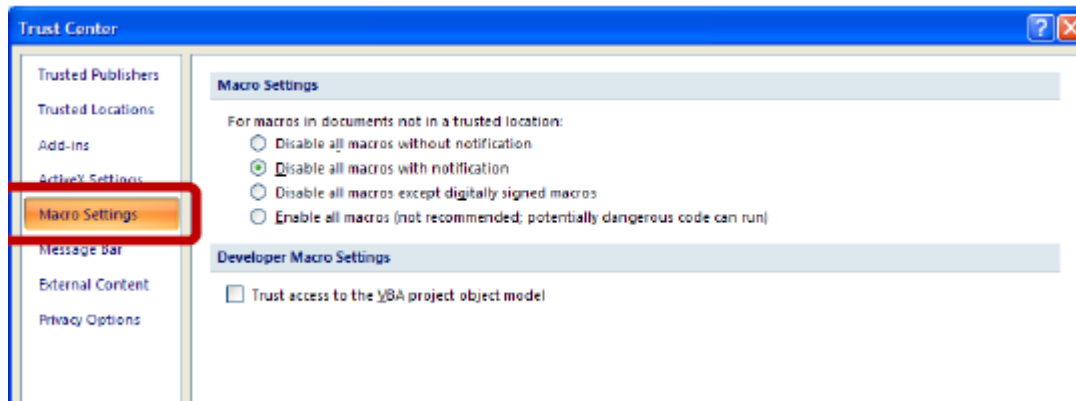 Trust Center
Trusted Publishers
Trusted Locations
Add-ins
ActiveX Settings
Macro Settings
Message Bar
External Content
Privacy Options
Macro Settings
For macros in documents not in a trusted location:
Disable all macros without notification
Disable all macros with notification
Disable all macros except digitally signed macros
Enable all macros (not recommended; potentially dangerous code can run)
Developer Macro Settings
Trust access to the VBA project object model